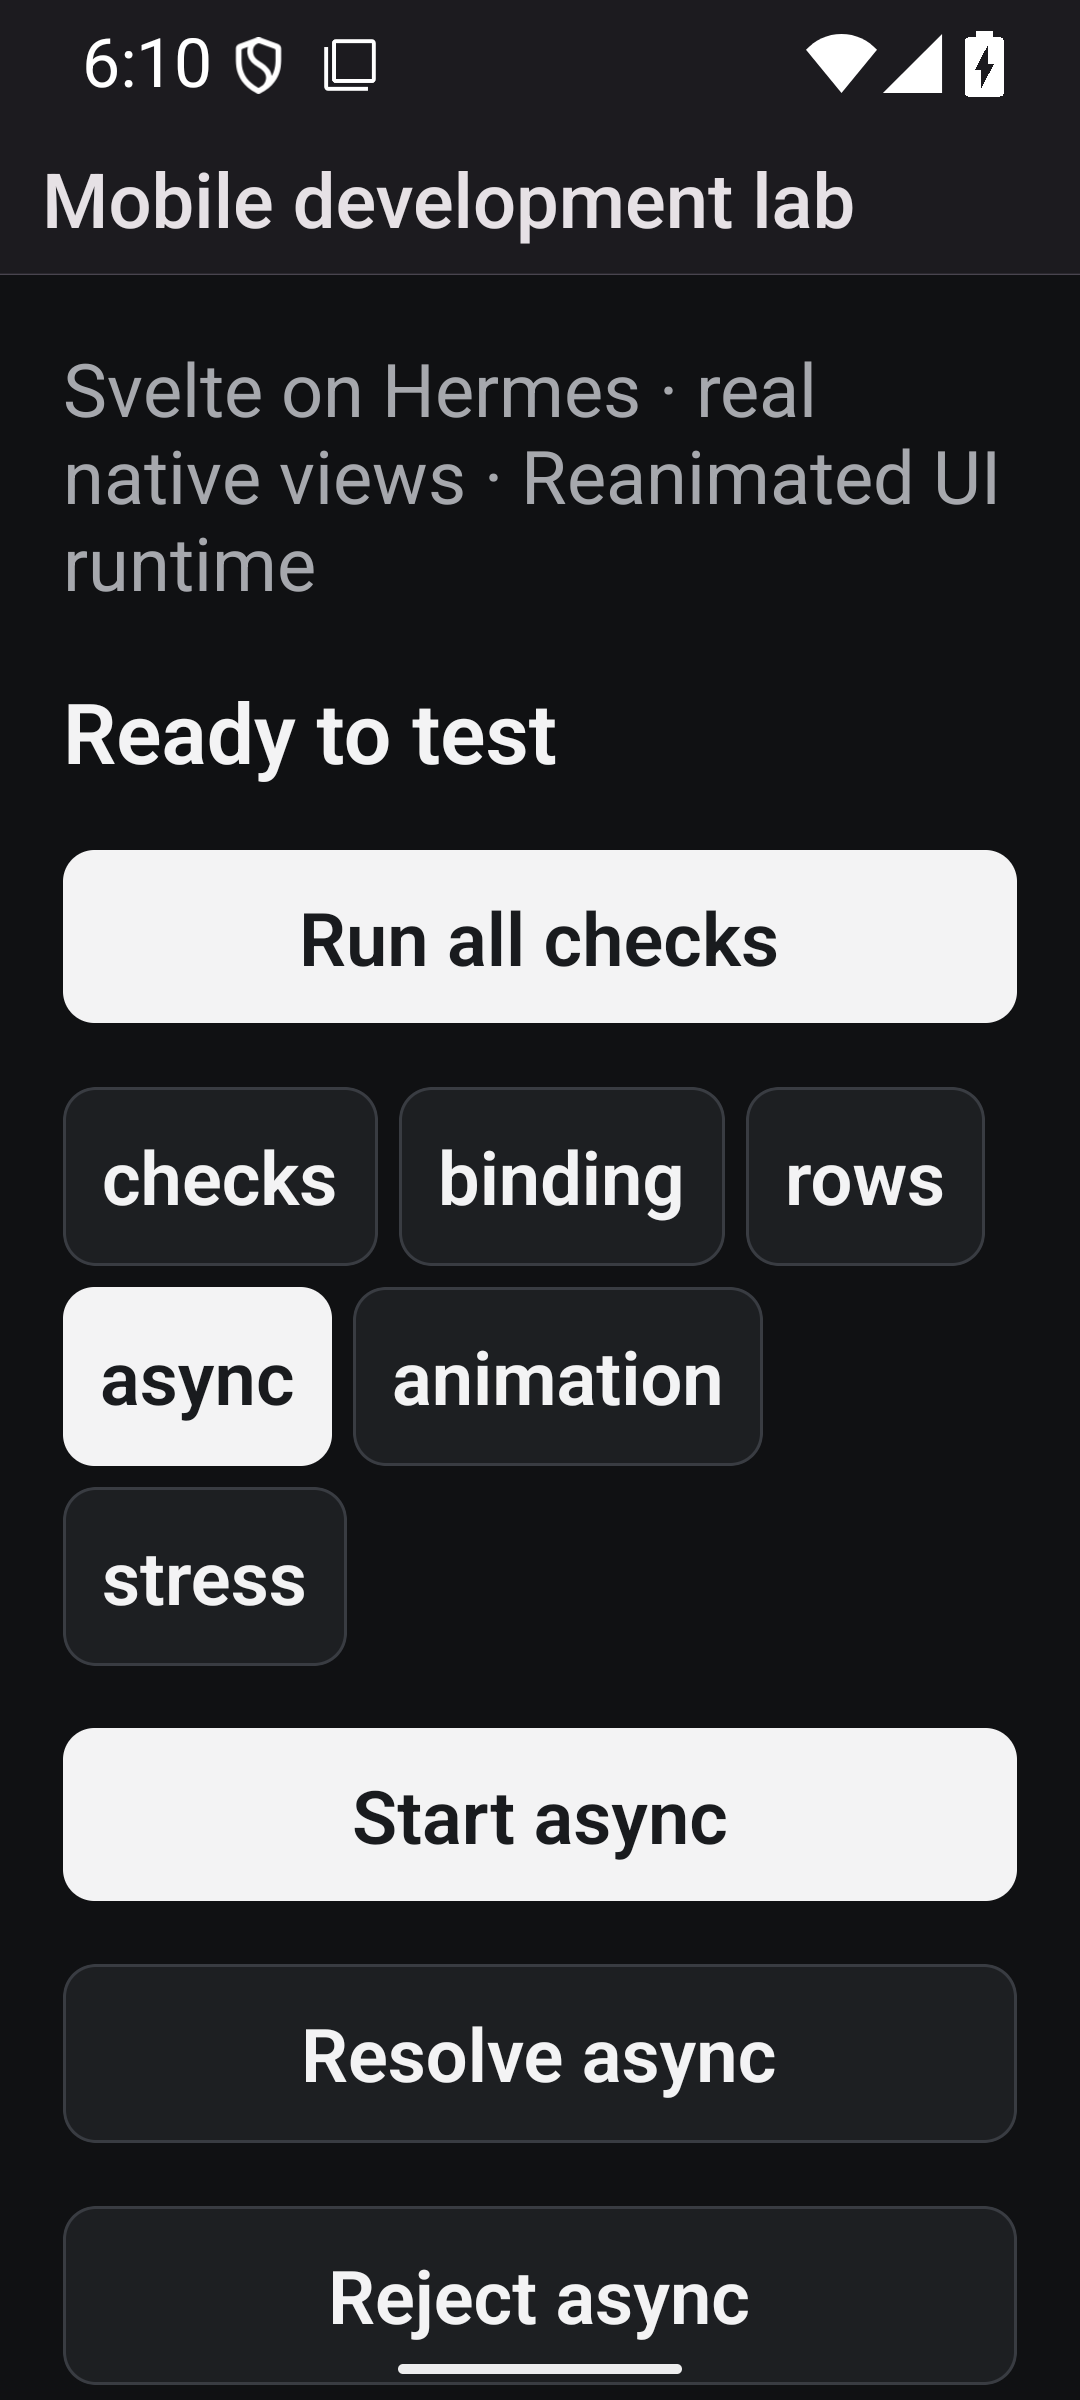 6:10
Mobile development lab
Svelte on Hermes · real
native views · Reanimated UI
runtime
Ready to test
Run all checks
checks binding rows
async animation
stress
Start async
Resolve async
Reject async